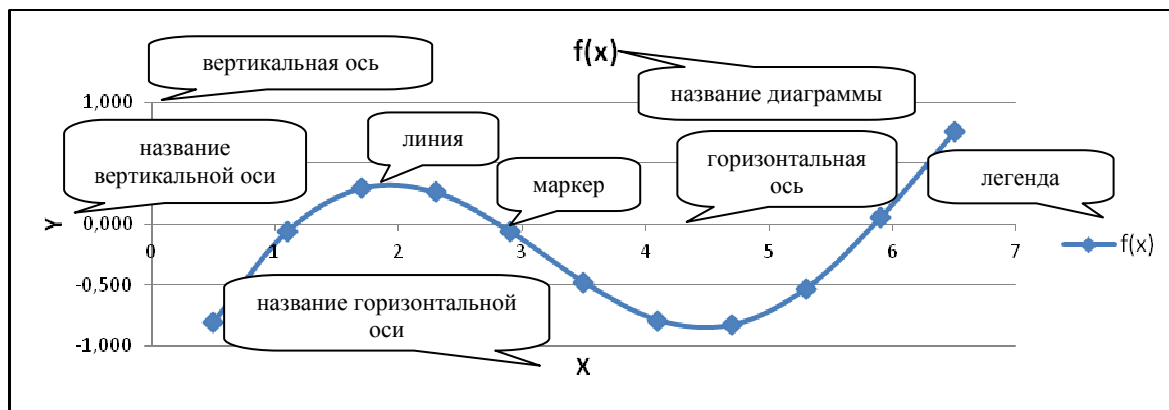 f(x)
вертикальная ось
название диаграммы
1,000
линия
название
вертикальной оси
горизонтальная
ось
маркер
легенда
Y
0,000
0 1 2 3 4 5 6 7
f(x)
-0,500
название горизонтальной
оси
-1,000
X